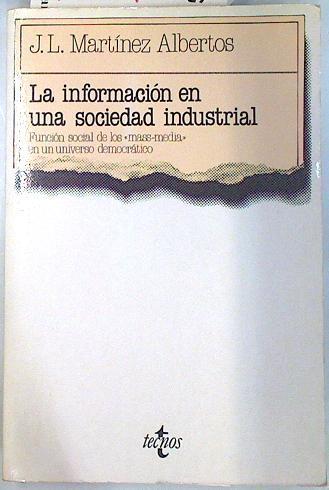 J. L. Martínez Albertos
La información en
una sociedad industrial
Función social de los «mass-media»
en un universo democrático
tecnos